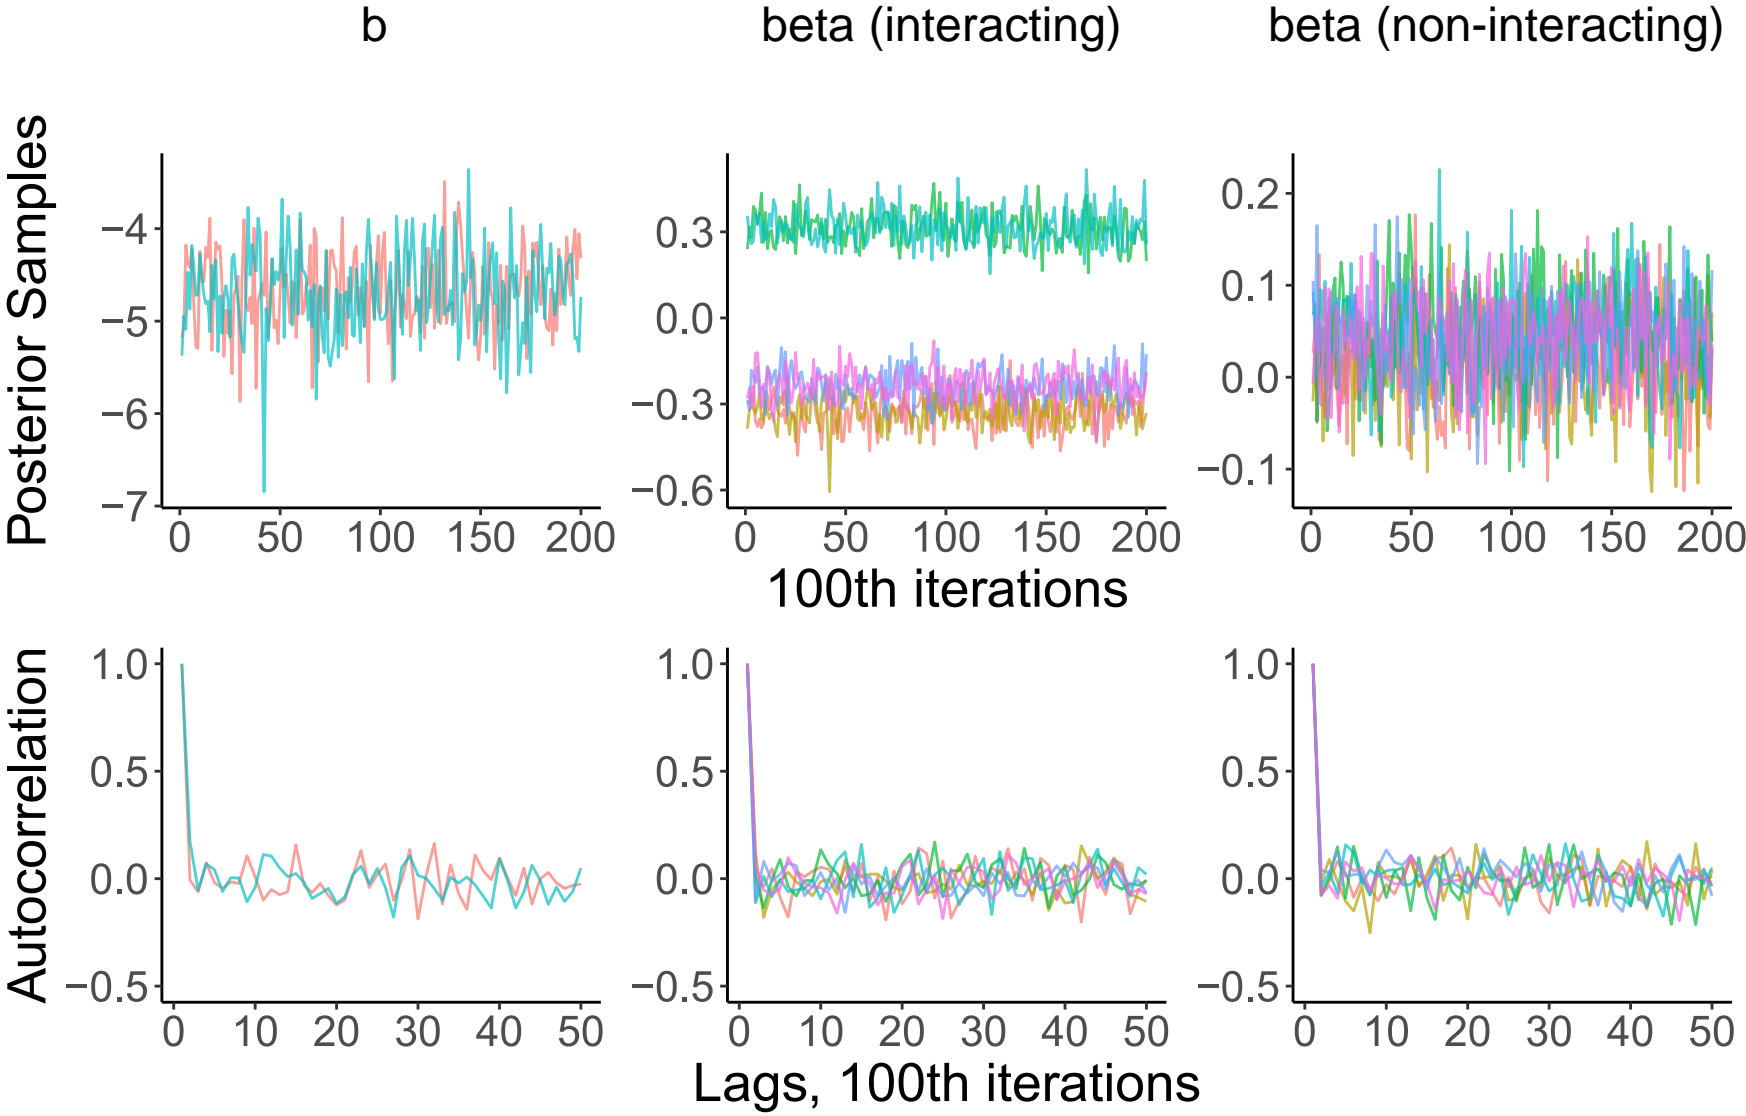 b
beta (interacting)
beta (non-interacting)
Posterior Samples
−4
−5
−6
−7
0 50 100 150 200
0.3
0.0
−0.3
−0.6
0 50 100 150 200
0.2
0.1
0.0
−0.1
0 50 100 150 200
100th iterations
Autocorrelation
1.0
0.5
0.0
−0.5
0 10 20 30 40 50
1.0
0.5
0.0
−0.5
0 10 20 30 40 50
1.0
0.5
0.0
−0.5
0 10 20 30 40 50
Lags, 100th iterations